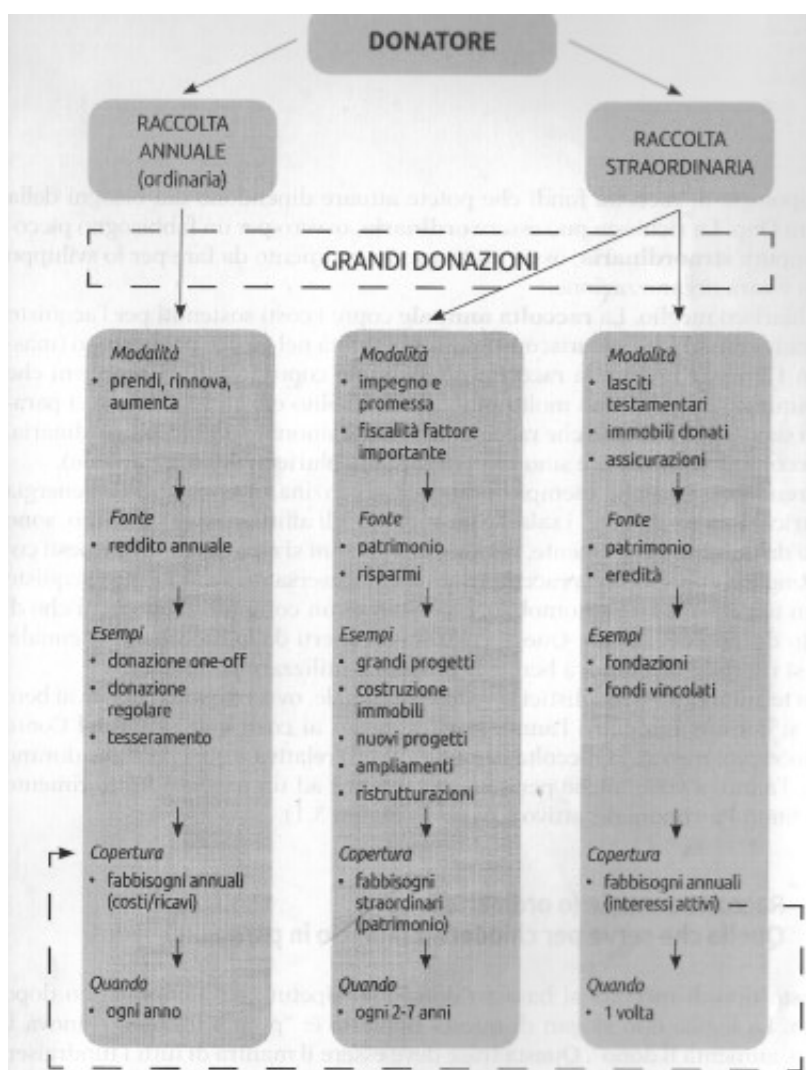 DONATORE
RACCOLTA
ANNUALE
(ordinaria)
RACCOLTA
STRAORDINARIA
GRANDI DONAZIONI
Modalità
• prendi, rinnova,
aumenta
Fonte
• reddito annuale
Esempi
• donazione one-off
• donazione
regolare
• tesseramento
Copertura
• fabbisogni annuali
(costi/ricavi)
Quando
• ogni anno
Modalità
• impegno e
promessa
• fiscalità fattore
importante
Fonte
• patrimonio
• risparmi
Esempi
• grandi progetti
• costruzione
immobili
• nuovi progetti
• ampliamenti
• ristrutturazioni
Copertura
• fabbisogni
straordinari
(patrimonio)
Quando
• ogni 2-7 anni
Modalità
• lasciti
testamentari
• immobili donati
• assicurazioni
Fonte
• patrimonio
• eredità
Esempi
• fondazioni
• fondi vincolati
Copertura
• fabbisogni annuali
(interessi attivi)
Quando
• 1 volta